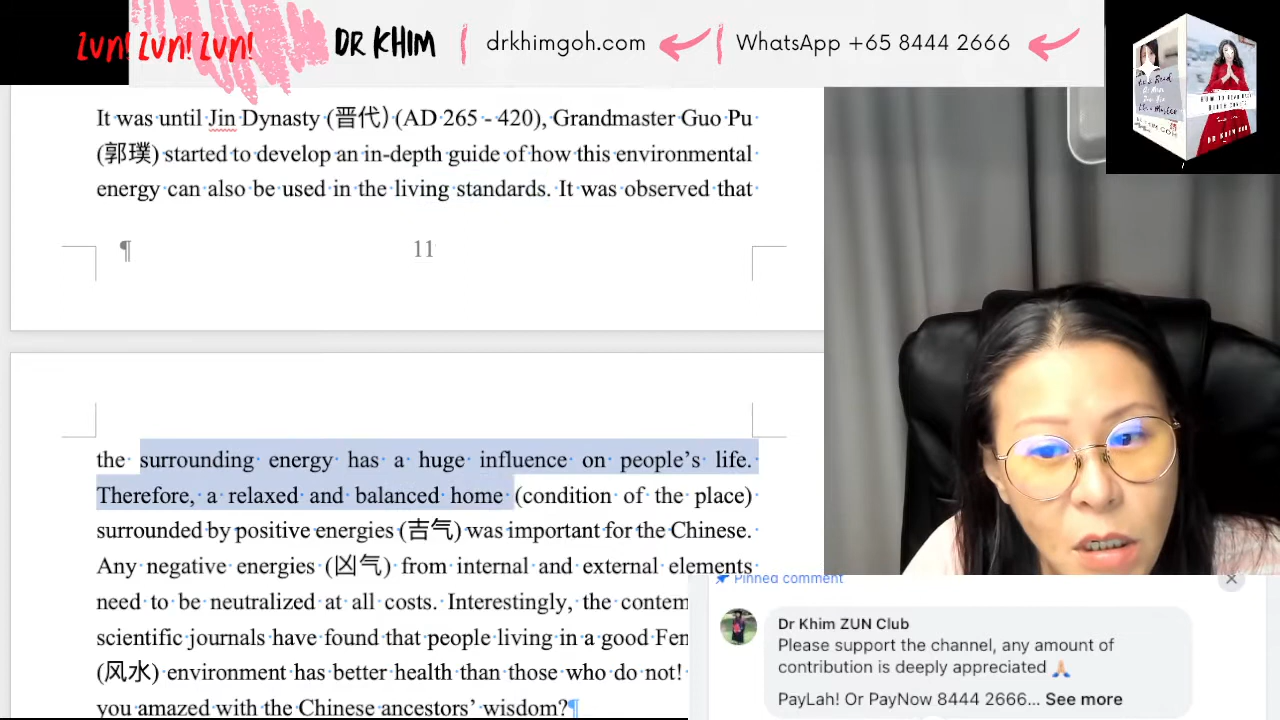 Zun! Zun! Zun!
DR KHIM
drkhimgoh.com
WhatsApp +65 8444 2666
DR KHIM GOH
It was until Jin Dynasty (晋代) (AD 265 - 420), Grandmaster Guo Pu
(郭璞) started to develop an in-depth guide of how this environmental
energy can also be used in the living standards. It was observed that
¶
11
the surrounding energy has a huge influence on people's life.
Therefore, a relaxed and balanced home (condition of the place)
surrounded by positive energies (吉气) was important for the Chinese.
Any negative energies (凶气) from internal and external elements
need to be neutralized at all costs. Interestingly, the contem
scientific journals have found that people living in a good Fen
(风水) environment has better health than those who do not!
you amazed with the Chinese ancestors' wisdom?¶
Pinned comment
Dr Khim ZUN Club
Please support the channel, any amount of
contribution is deeply appreciated 🙏🏼
PayLah! Or PayNow 8444 2666... See more